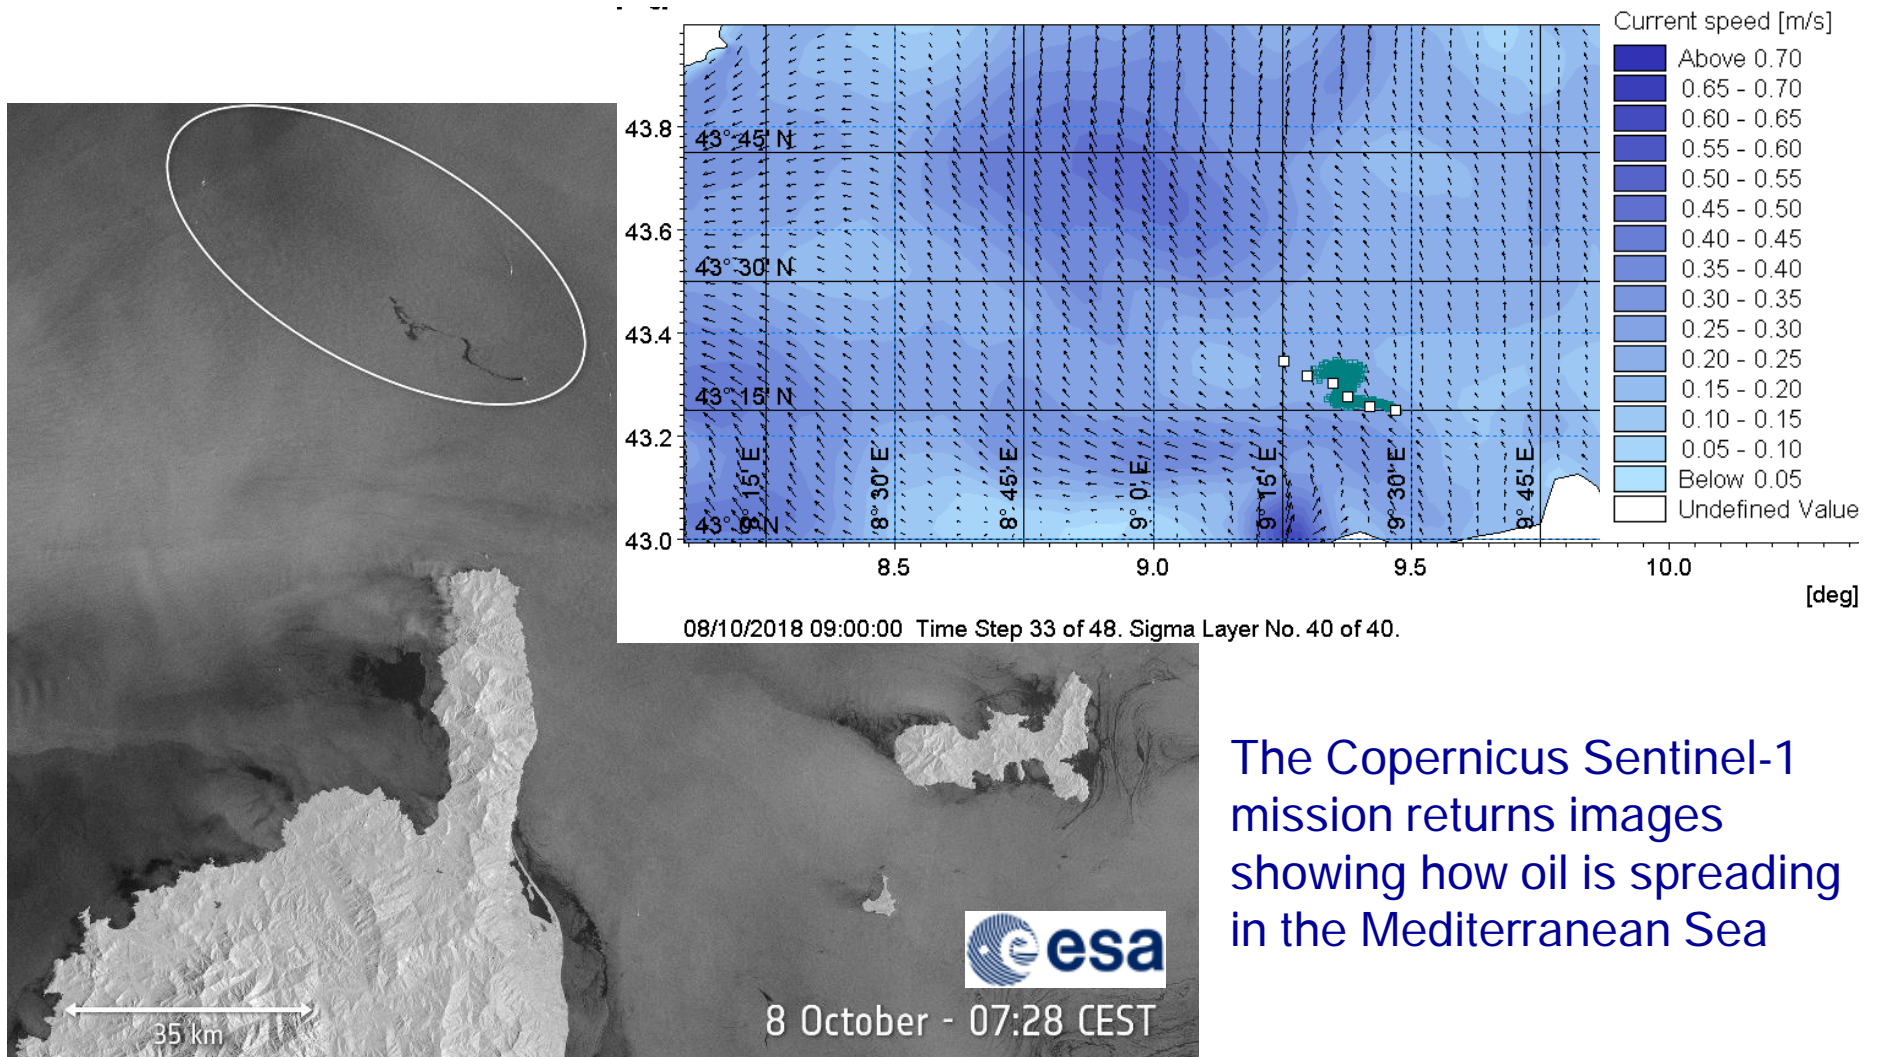 Current speed [m/s]
Above 0.70
0.65 - 0.70
0.60 - 0.65
0.55 - 0.60
0.50 - 0.55
0.45 - 0.50
0.40 - 0.45
0.35 - 0.40
0.30 - 0.35
0.25 - 0.30
0.20 - 0.25
0.15 - 0.20
0.10 - 0.15
0.05 - 0.10
Below 0.05
Undefined Value
43.8
43° 45' N
43.6
43° 30' N
43.4
43° 15' N
43.2
8° 15' E
8° 30' E
8° 45' E
9° 0' E
9° 15' E
9° 30' E
9° 45' E
43° 0' N
43.0
8.5
9.0
9.5
10.0
[deg]
08/10/2018 09:00:00 Time Step 33 of 48. Sigma Layer No. 40 of 40.
The Copernicus Sentinel-1
mission returns images
showing how oil is spreading
in the Mediterranean Sea
esa
35 km
8 October - 07:28 CEST